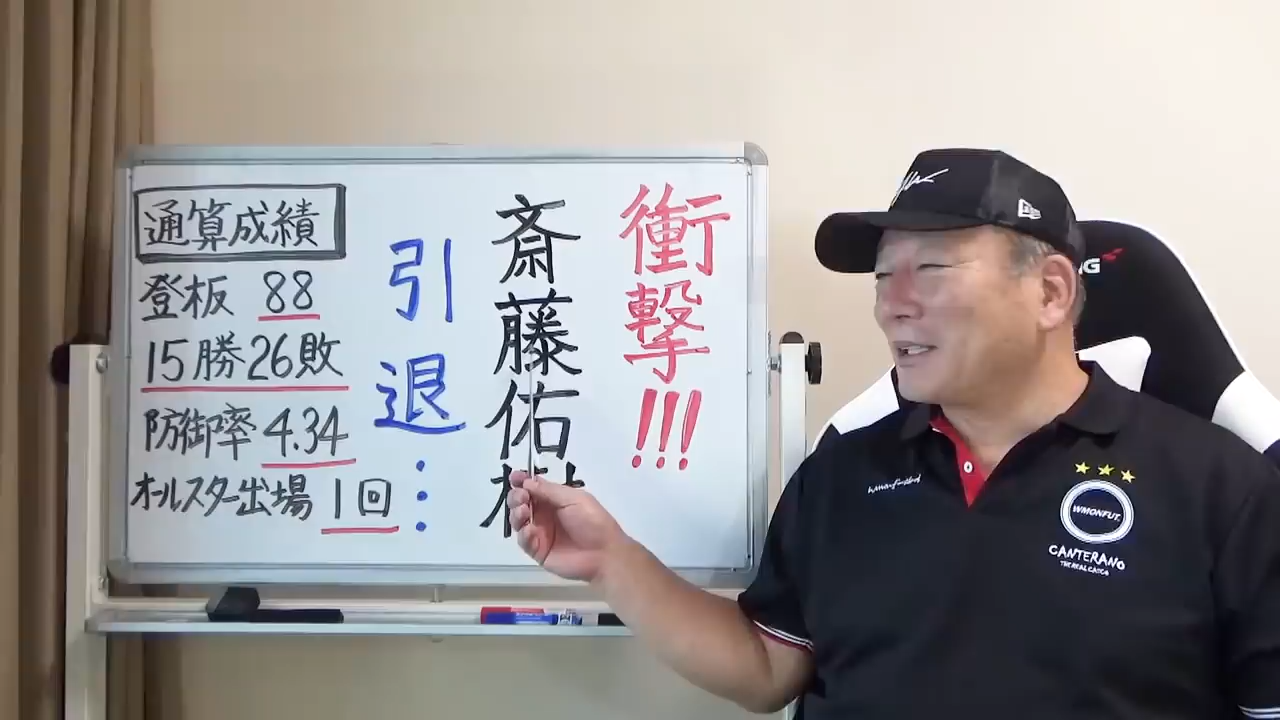 衝撃!!!
斎藤佑樹
引退…
通算成績
登板 88
15勝26敗
防御率 4.34
オールスター出場 1回
WMONFUT.
CANTERANO